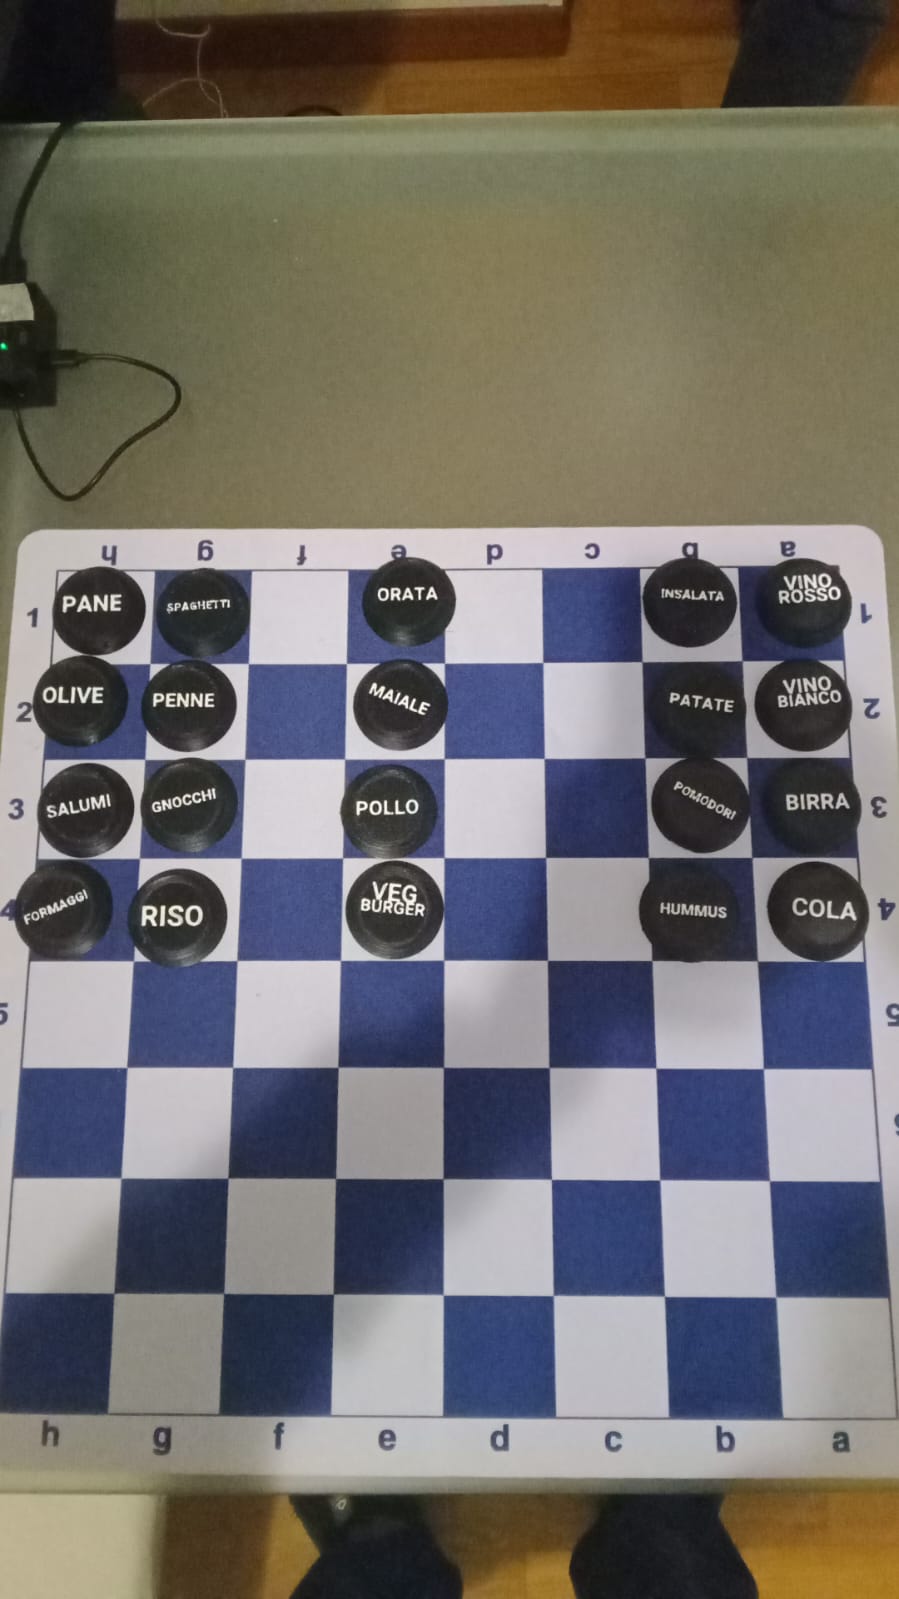 h g f e d c b a
1 PANE SPAGHETTI ORATA INSALATA VINO ROSSO 1
2 OLIVE PENNE MAIALE PATATE VINO BIANCO 2
3 SALUMI GNOCCHI POLLO POMODORI BIRRA 3
4 FORMAGGI RISO VEG BURGER HUMMUS COLA 4
5 5
6
h g f e d c b a